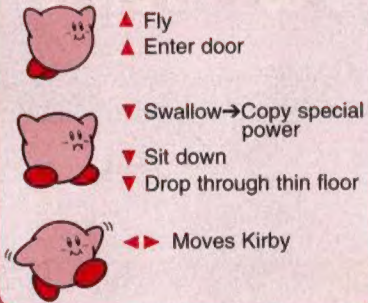 ▲ Fly
▲ Enter door
▼ Swallow→Copy special
power
▼ Sit down
▼ Drop through thin floor
◀▶ Moves Kirby